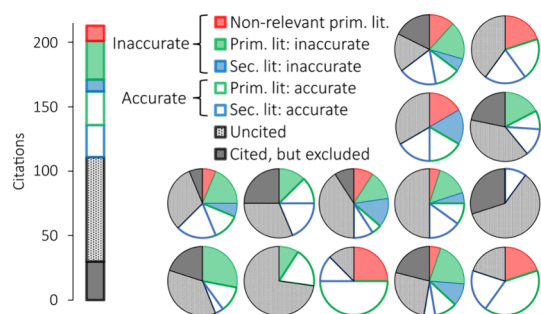 200
150
100
50
0
Citations
Inaccurate
Accurate
Non-relevant prim. lit.
Prim. lit: inaccurate
Sec. lit: inaccurate
Prim. lit: accurate
Sec. lit: accurate
Uncited
Cited, but excluded